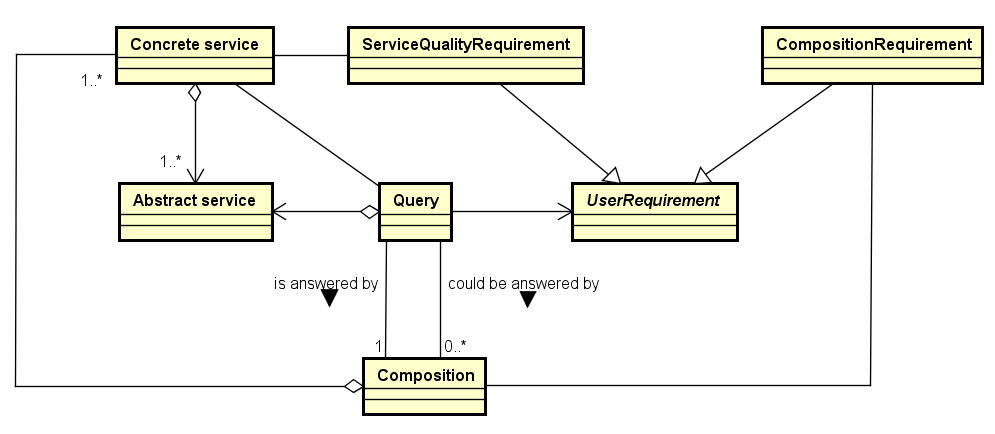 Concrete service
ServiceQualityRequirement
CompositionRequirement
1..*
1..*
Abstract service
Query
UserRequirement
is answered by
could be answered by
1
0..*
Composition